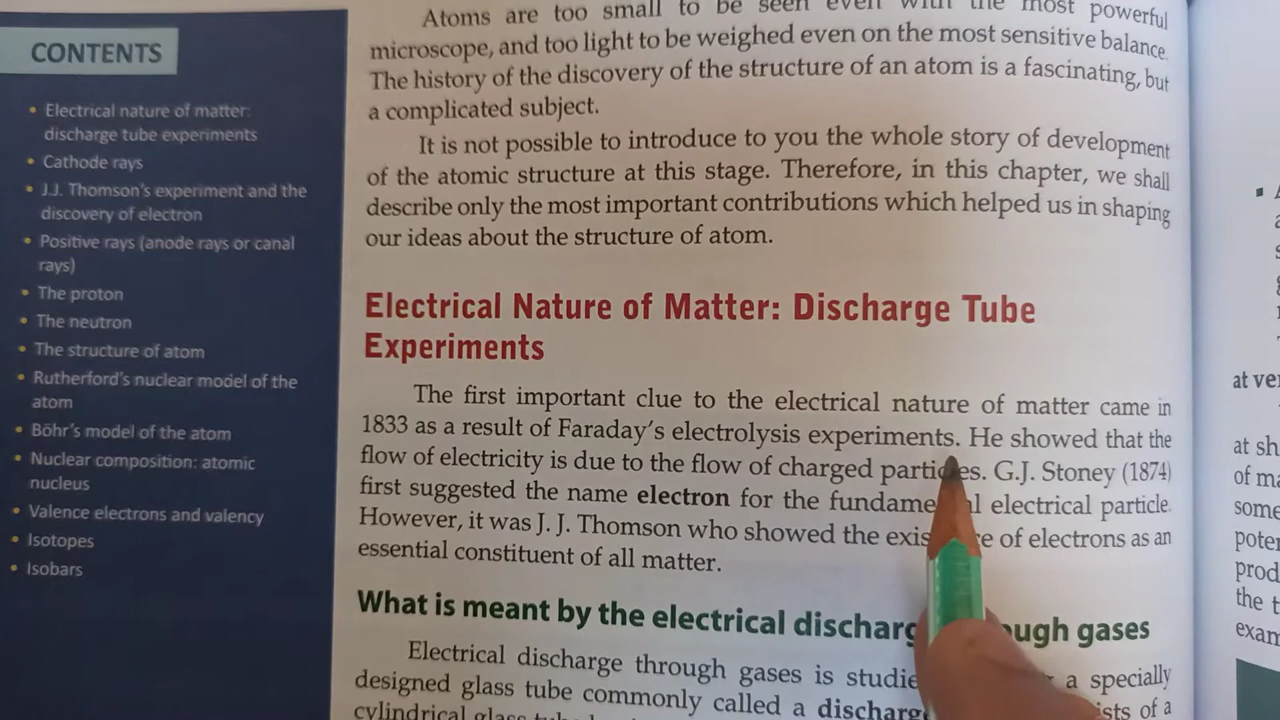 CONTENTS
• Electrical nature of matter:
discharge tube experiments
• Cathode rays
• J.J. Thomson's experiment and the
discovery of electron
• Positive rays (anode rays or canal
rays)
• The proton
• The neutron
• The structure of atom
• Rutherford's nuclear model of the
atom
• Böhr's model of the atom
• Nuclear composition: atomic
nucleus
• Valence electrons and valency
• Isotopes
• Isobars
Atoms are too small to be seen even with the most powerful
microscope, and too light to be weighed even on the most sensitive balance.
The history of the discovery of the structure of an atom is a fascinating, but
a complicated subject.
It is not possible to introduce to you the whole story of development
of the atomic structure at this stage. Therefore, in this chapter, we shall
describe only the most important contributions which helped us in shaping
our ideas about the structure of atom.
Electrical Nature of Matter: Discharge Tube
Experiments
The first important clue to the electrical nature of matter came in
1833 as a result of Faraday's electrolysis experiments. He showed that the
flow of electricity is due to the flow of charged particles. G.J. Stoney (1874)
first suggested the name electron for the fundame l electrical particle.
However, it was J. J. Thomson who showed the exis ce of electrons as an
essential constituent of all matter.
What is meant by the electrical discharg ough gases
Electrical discharge through gases is studie a specially
designed glass tube commonly called a discharg ists of a
cylindrical glass
at ver
at sh
of ma
some
poter
prod
the t
exam